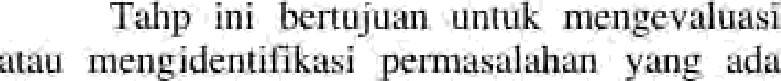 Tahp ini bertujuan untuk mengevaluasi
atau mengidentifikasi permasalahan yang ada